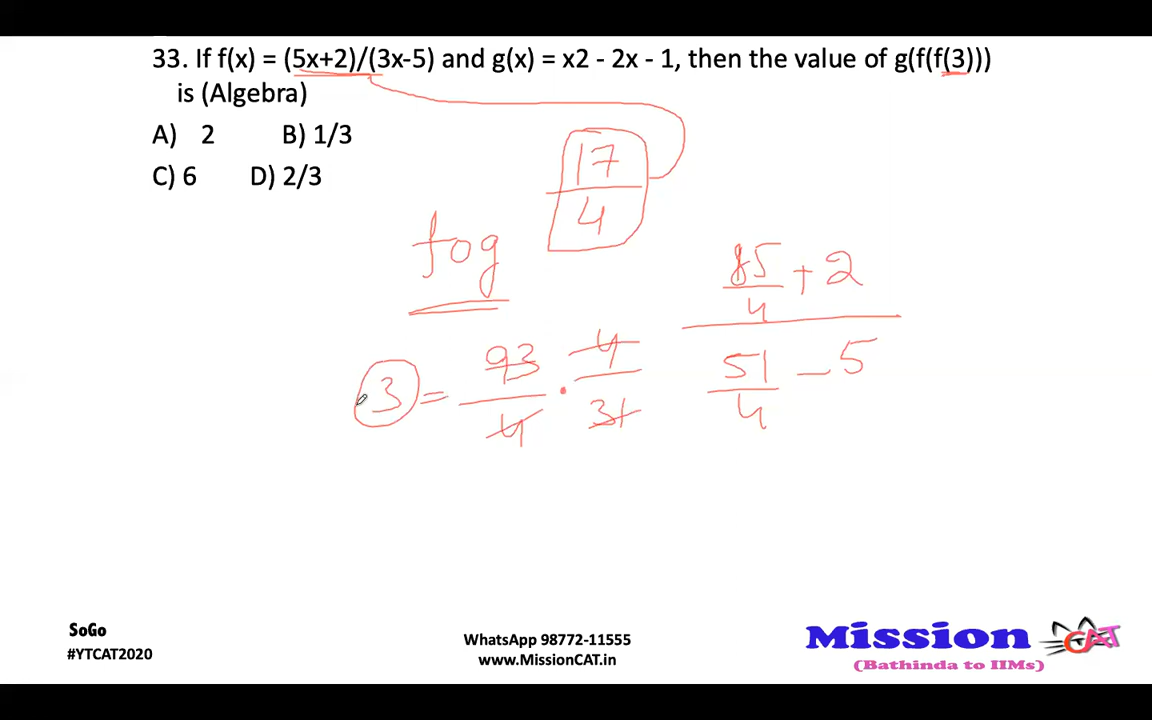 33. If f(x) = (5x+2)/(3x-5) and g(x) = x2 - 2x - 1, then the value of g(f(f(3)))
is (Algebra)
A) 2 B) 1/3
C) 6 D) 2/3
17
4
fog
85/4 + 2
51/4 - 5
3 = 93/4 · 4/31
SoGo
#YTCAT2020
WhatsApp 98772-11555
www.MissionCAT.in
Mission CAT
(Bathinda to IIMs)